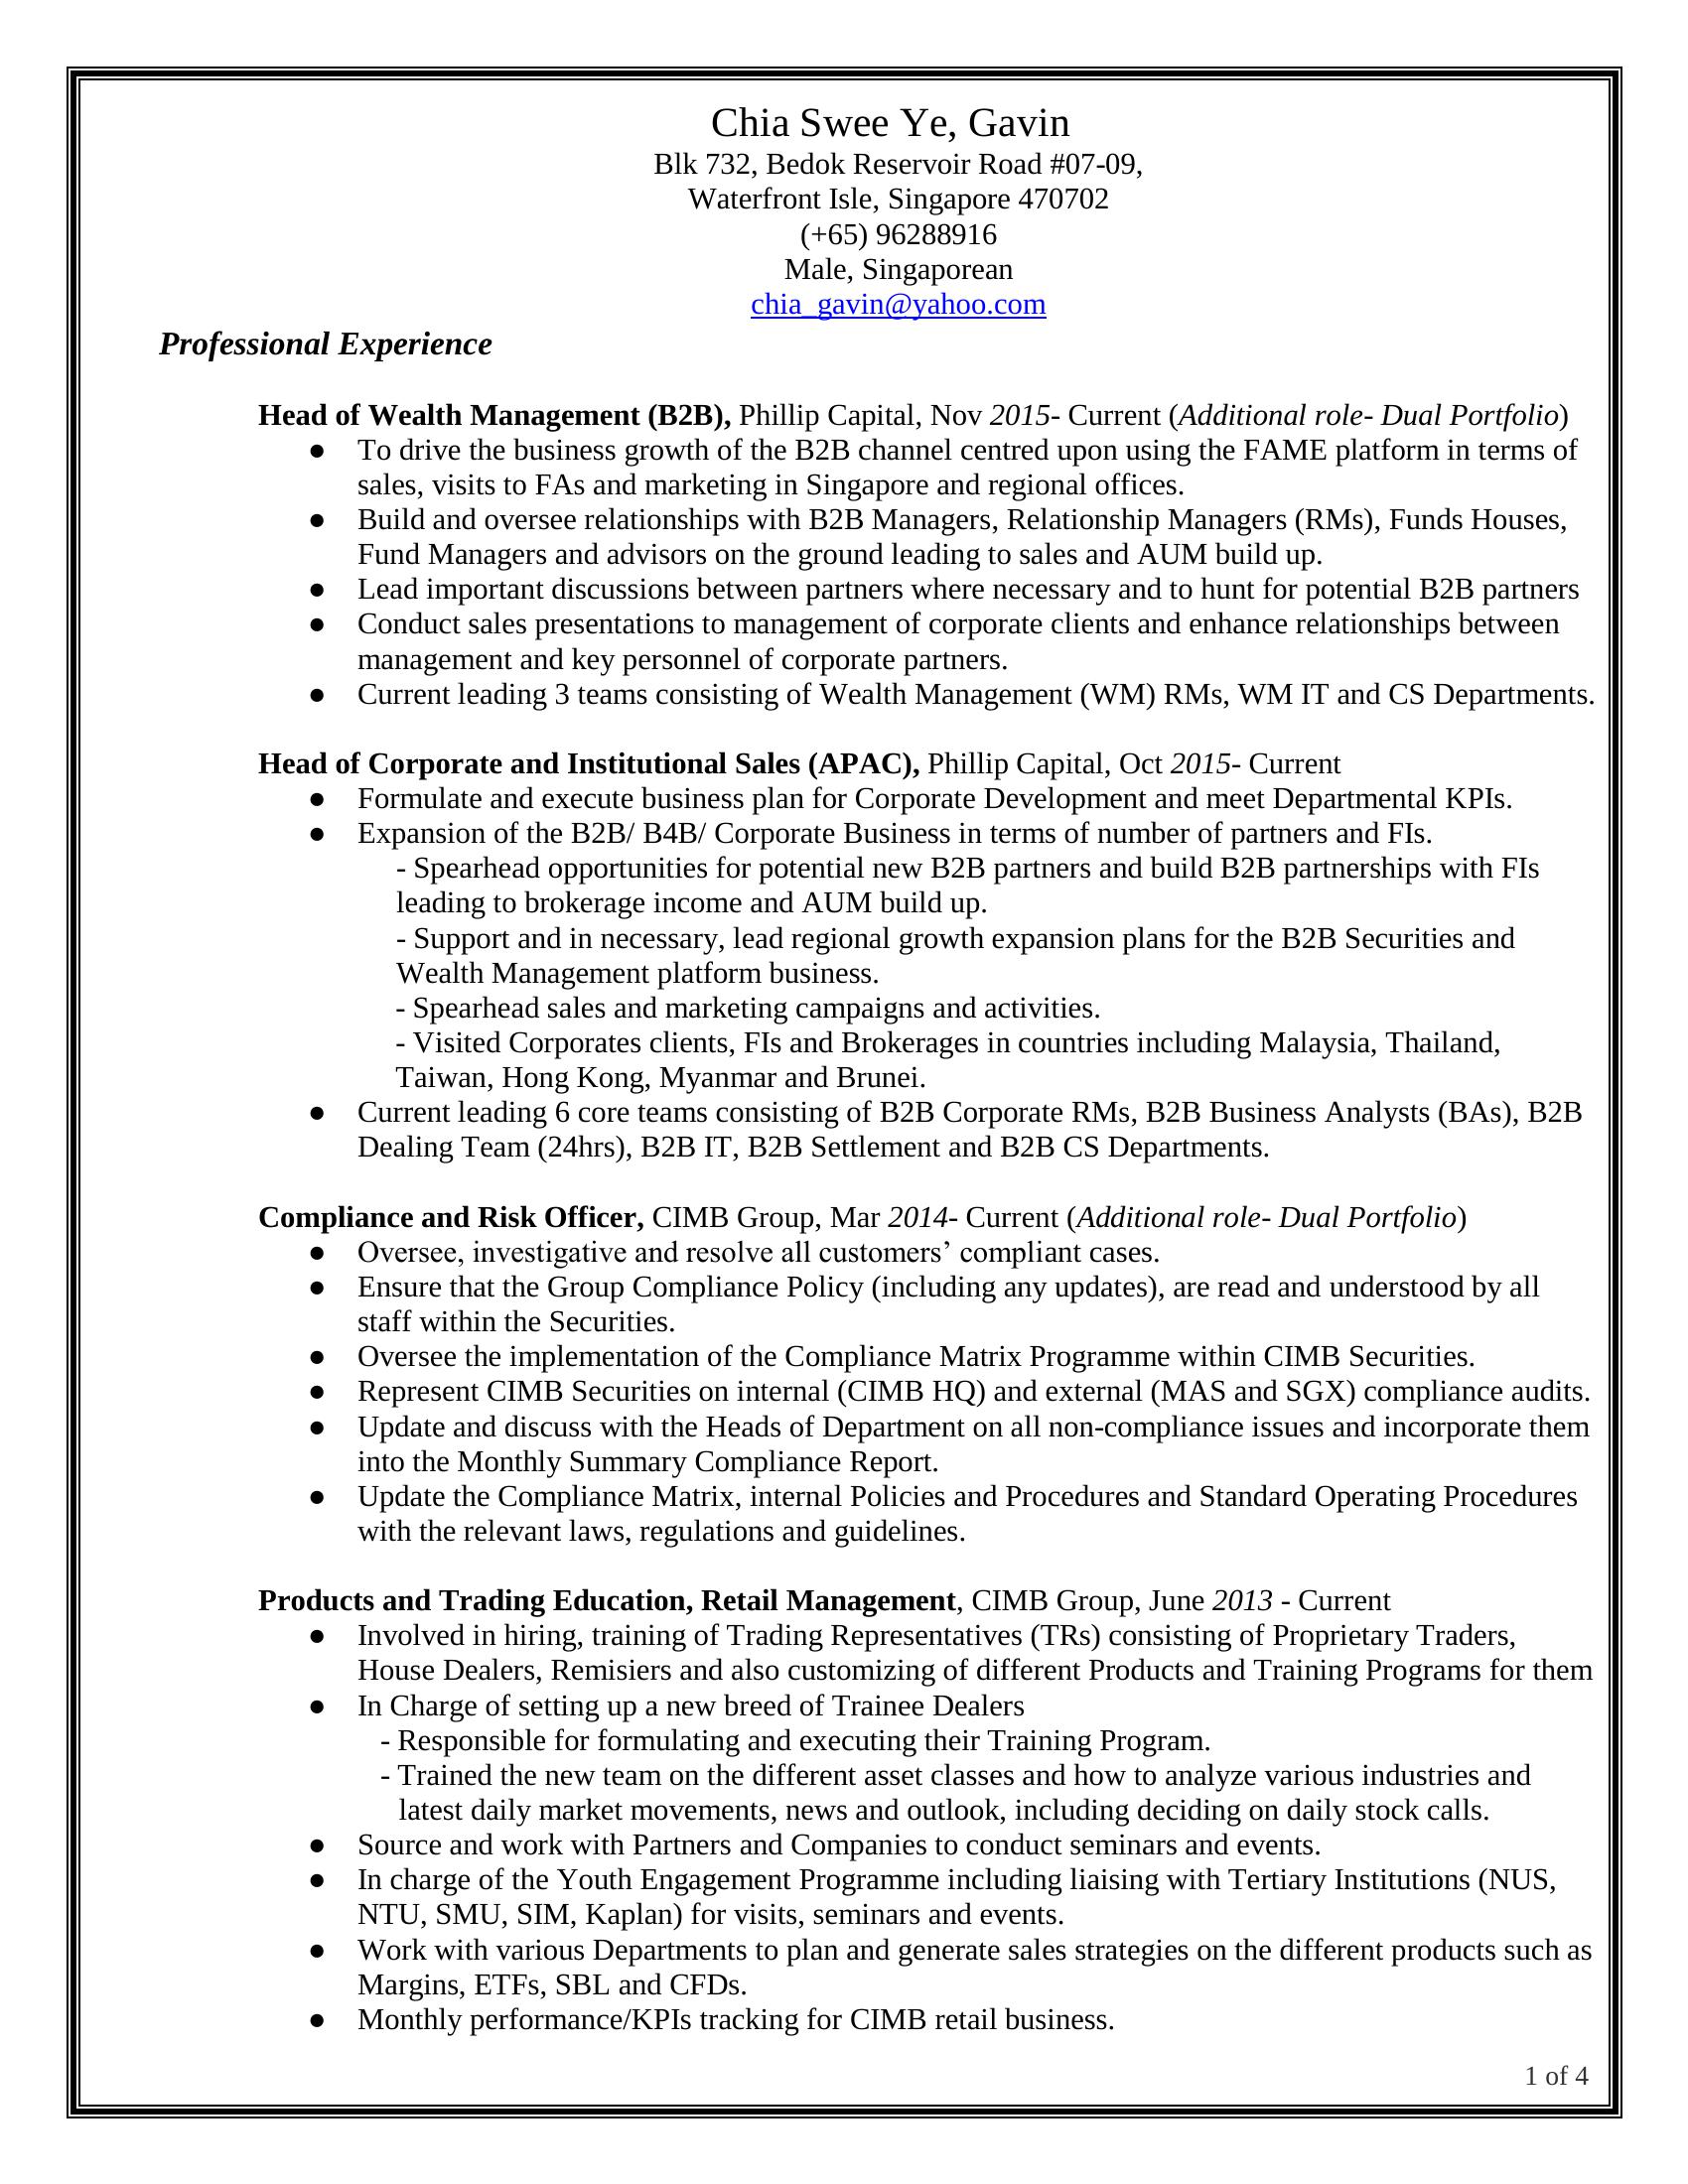 Chia Swee Ye, Gavin
Blk 732, Bedok Reservoir Road #07-09,
Waterfront Isle, Singapore 470702
(+65) 96288916
Male, Singaporean
chia_gavin@yahoo.com
Professional Experience
Head of Wealth Management (B2B), Phillip Capital, Nov 2015- Current (Additional role- Dual Portfolio)
● To drive the business growth of the B2B channel centred upon using the FAME platform in terms of
sales, visits to FAs and marketing in Singapore and regional offices.
● Build and oversee relationships with B2B Managers, Relationship Managers (RMs), Funds Houses,
Fund Managers and advisors on the ground leading to sales and AUM build up.
● Lead important discussions between partners where necessary and to hunt for potential B2B partners
● Conduct sales presentations to management of corporate clients and enhance relationships between
management and key personnel of corporate partners.
● Current leading 3 teams consisting of Wealth Management (WM) RMs, WM IT and CS Departments.
Head of Corporate and Institutional Sales (APAC), Phillip Capital, Oct 2015- Current
● Formulate and execute business plan for Corporate Development and meet Departmental KPIs.
● Expansion of the B2B/ B4B/ Corporate Business in terms of number of partners and FIs.
- Spearhead opportunities for potential new B2B partners and build B2B partnerships with FIs
leading to brokerage income and AUM build up.
- Support and in necessary, lead regional growth expansion plans for the B2B Securities and
Wealth Management platform business.
- Spearhead sales and marketing campaigns and activities.
- Visited Corporates clients, FIs and Brokerages in countries including Malaysia, Thailand,
Taiwan, Hong Kong, Myanmar and Brunei.
● Current leading 6 core teams consisting of B2B Corporate RMs, B2B Business Analysts (BAs), B2B
Dealing Team (24hrs), B2B IT, B2B Settlement and B2B CS Departments.
Compliance and Risk Officer, CIMB Group, Mar 2014- Current (Additional role- Dual Portfolio)
● Oversee, investigative and resolve all customers’ compliant cases.
● Ensure that the Group Compliance Policy (including any updates), are read and understood by all
staff within the Securities.
● Oversee the implementation of the Compliance Matrix Programme within CIMB Securities.
● Represent CIMB Securities on internal (CIMB HQ) and external (MAS and SGX) compliance audits.
● Update and discuss with the Heads of Department on all non-compliance issues and incorporate them
into the Monthly Summary Compliance Report.
● Update the Compliance Matrix, internal Policies and Procedures and Standard Operating Procedures
with the relevant laws, regulations and guidelines.
Products and Trading Education, Retail Management, CIMB Group, June 2013 - Current
● Involved in hiring, training of Trading Representatives (TRs) consisting of Proprietary Traders,
House Dealers, Remisiers and also customizing of different Products and Training Programs for them
● In Charge of setting up a new breed of Trainee Dealers
- Responsible for formulating and executing their Training Program.
- Trained the new team on the different asset classes and how to analyze various industries and
latest daily market movements, news and outlook, including deciding on daily stock calls.
● Source and work with Partners and Companies to conduct seminars and events.
● In charge of the Youth Engagement Programme including liaising with Tertiary Institutions (NUS,
NTU, SMU, SIM, Kaplan) for visits, seminars and events.
● Work with various Departments to plan and generate sales strategies on the different products such as
Margins, ETFs, SBL and CFDs.
● Monthly performance/KPIs tracking for CIMB retail business.
1 of 4